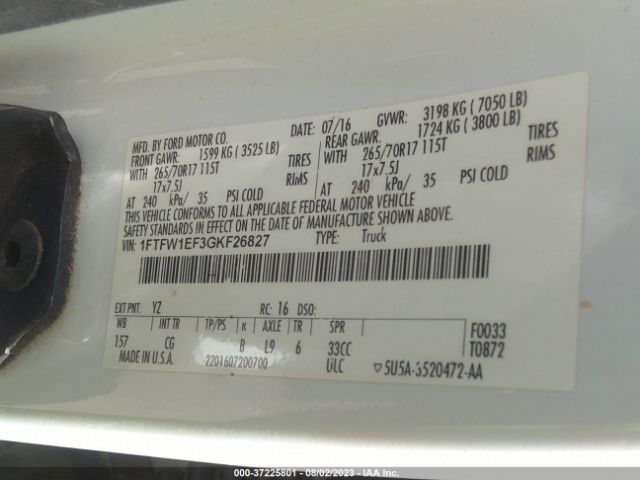 MFD. BY FORD MOTOR CO. DATE: 07/16 GVWR: 3198 KG ( 7050 LB)
FRONT GAWR: 1599 KG ( 3525 LB) REAR GAWR: 1724 KG ( 3800 LB)
WITH 265/70R17 115T TIRES WITH 265/70R17 115T TIRES
17x7.5J RIMS 17x7.5J RIMS
AT 240 kPa/ 35 PSI COLD AT 240 kPa/ 35 PSI COLD
THIS VEHICLE CONFORMS TO ALL APPLICABLE FEDERAL MOTOR VEHICLE
SAFETY STANDARDS IN EFFECT ON THE DATE OF MANUFACTURE SHOWN ABOVE.
VIN: 1FTFW1EF3GKF26827 TYPE: Truck
EXT PNT: YZ RC: 16 DSO:
WB INT TR TP/PS R AXLE TR SPR F0033
157 CG B L9 6 33CC T0872
MADE IN U.S.A. 2201607200700 ULC 5U5A-3520472-AA
000-37225801 - 08/02/2023 - IAA Inc.